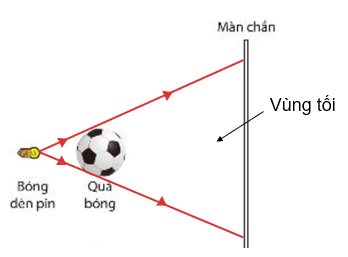 Màn chắn
Vùng tối
Bóng
đèn pin
Quả
bóng